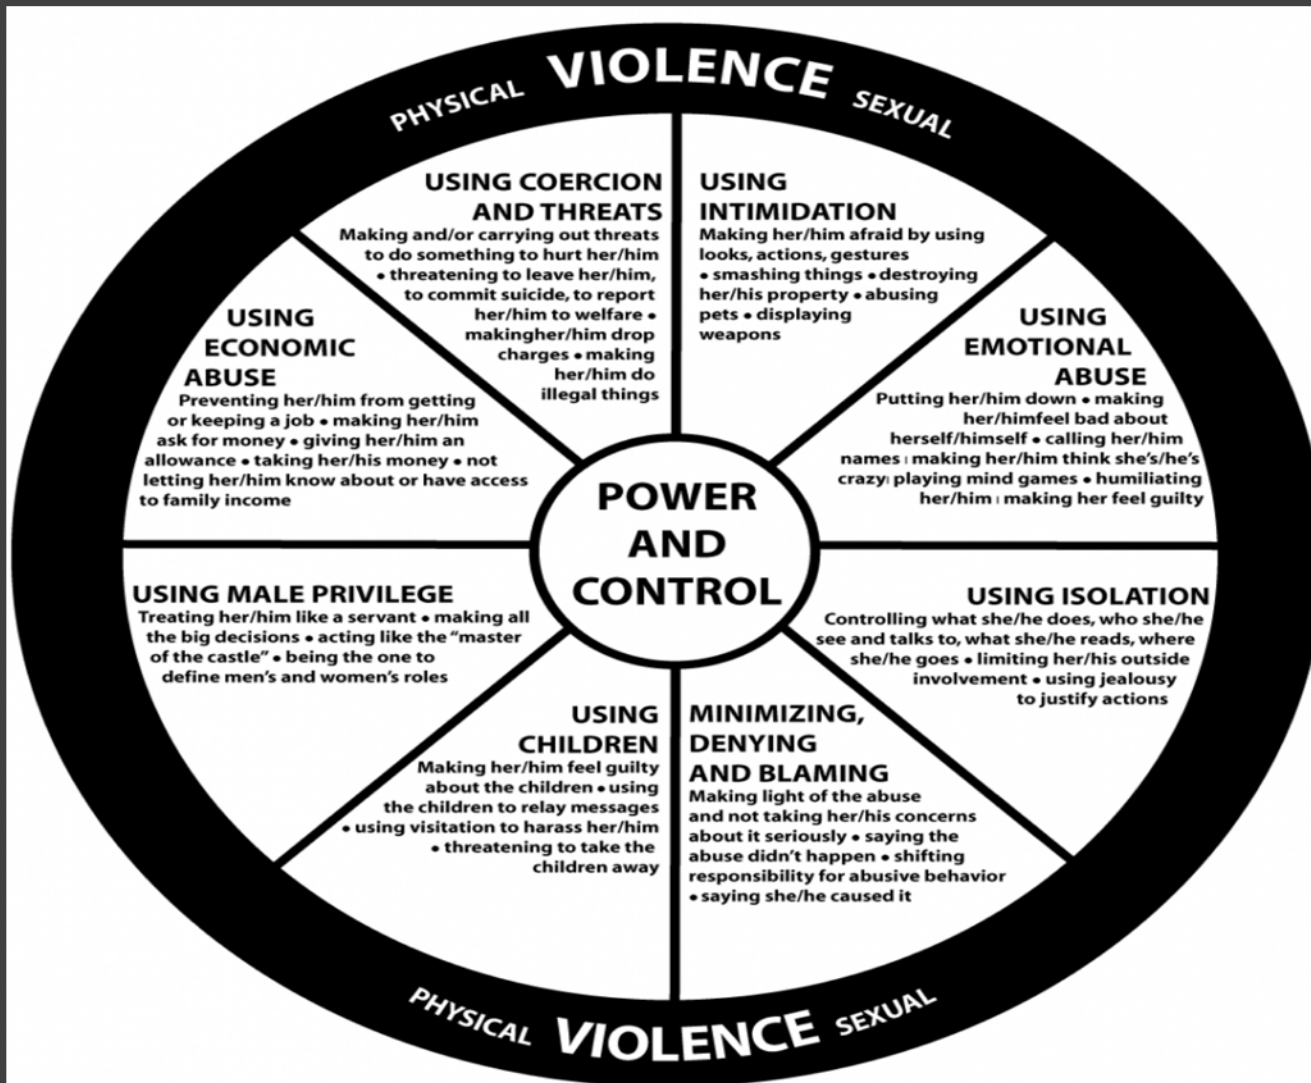 PHYSICAL VIOLENCE SEXUAL
USING COERCION
AND THREATS
Making and/or carrying out threats
to do something to hurt her/him
• threatening to leave her/him,
to commit suicide, to report
her/him to welfare •
makingher/him drop
charges • making
her/him do
illegal things
USING
INTIMIDATION
Making her/him afraid by using
looks, actions, gestures
• smashing things • destroying
her/his property • abusing
pets • displaying
weapons
USING
ECONOMIC
ABUSE
Preventing her/him from getting
or keeping a job • making her/him
ask for money • giving her/him an
allowance • taking her/his money • not
letting her/him know about or have access
to family income
USING
EMOTIONAL
ABUSE
Putting her/him down • making
her/himfeel bad about
herself/himself • calling her/him
names ı making her/him think she's/he's
crazyı playing mind games • humiliating
her/him ı making her feel guilty
POWER
AND
CONTROL
USING MALE PRIVILEGE
Treating her/him like a servant • making all
the big decisions • acting like the “master
of the castle” • being the one to
define men's and women's roles
USING ISOLATION
Controlling what she/he does, who she/he
see and talks to, what she/he reads, where
she/he goes • limiting her/his outside
involvement • using jealousy
to justify actions
USING
CHILDREN
Making her/him feel guilty
about the children • using
the children to relay messages
• using visitation to harass her/him
• threatening to take the
children away
MINIMIZING,
DENYING
AND BLAMING
Making light of the abuse
and not taking her/his concerns
about it seriously • saying the
abuse didn't happen • shifting
responsibility for abusive behavior
• saying she/he caused it
PHYSICAL VIOLENCE SEXUAL